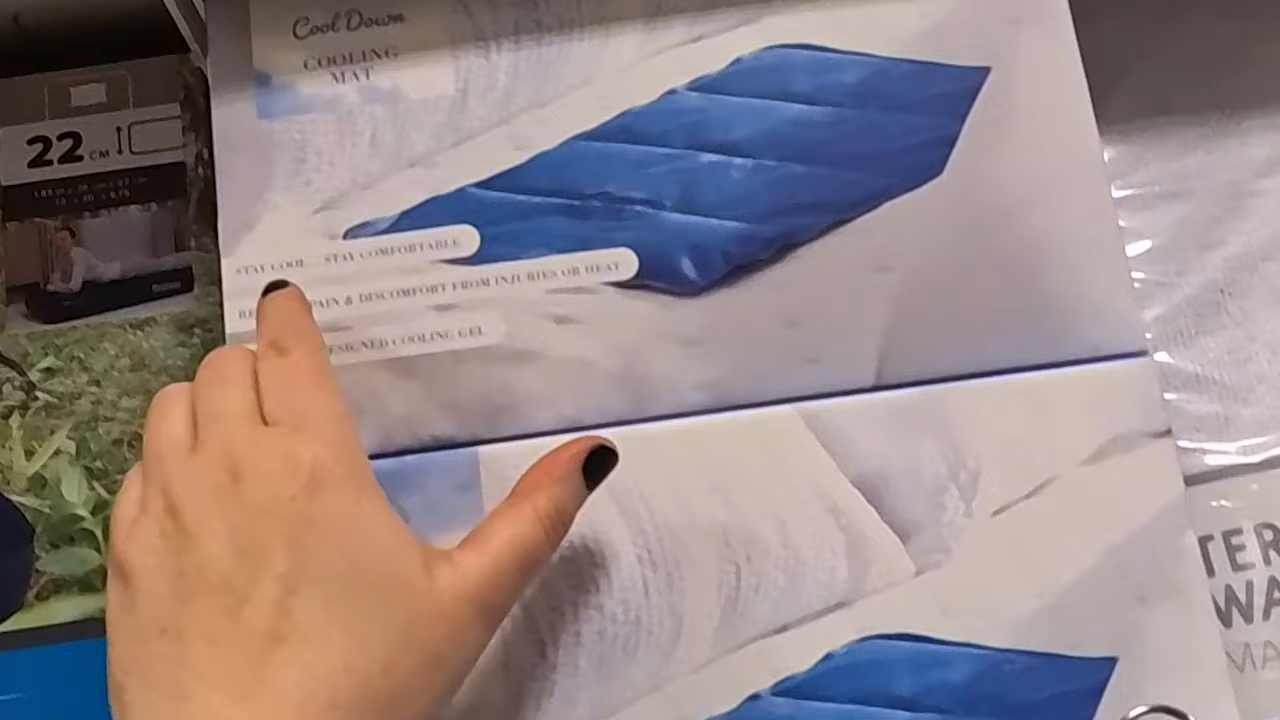 Cool Down
COOLING
MAT
22 CM
STAY COOL STAY COMFORTABLE
PAIN & DISCOMFORT FROM INJURIES OR HEAT
ESIGNED COOLING GEL
TER
WA
MA